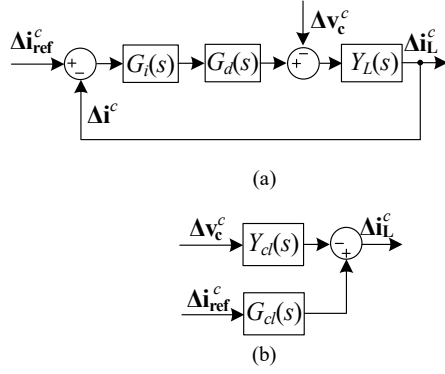 Δv_c^c
Δi_ref^c + − G_i(s) G_d(s) − + Y_L(s) Δi_L^c
Δi^c
(a)
Δv_c^c Y_cl(s) − + Δi_L^c
Δi_ref^c G_cl(s)
(b)